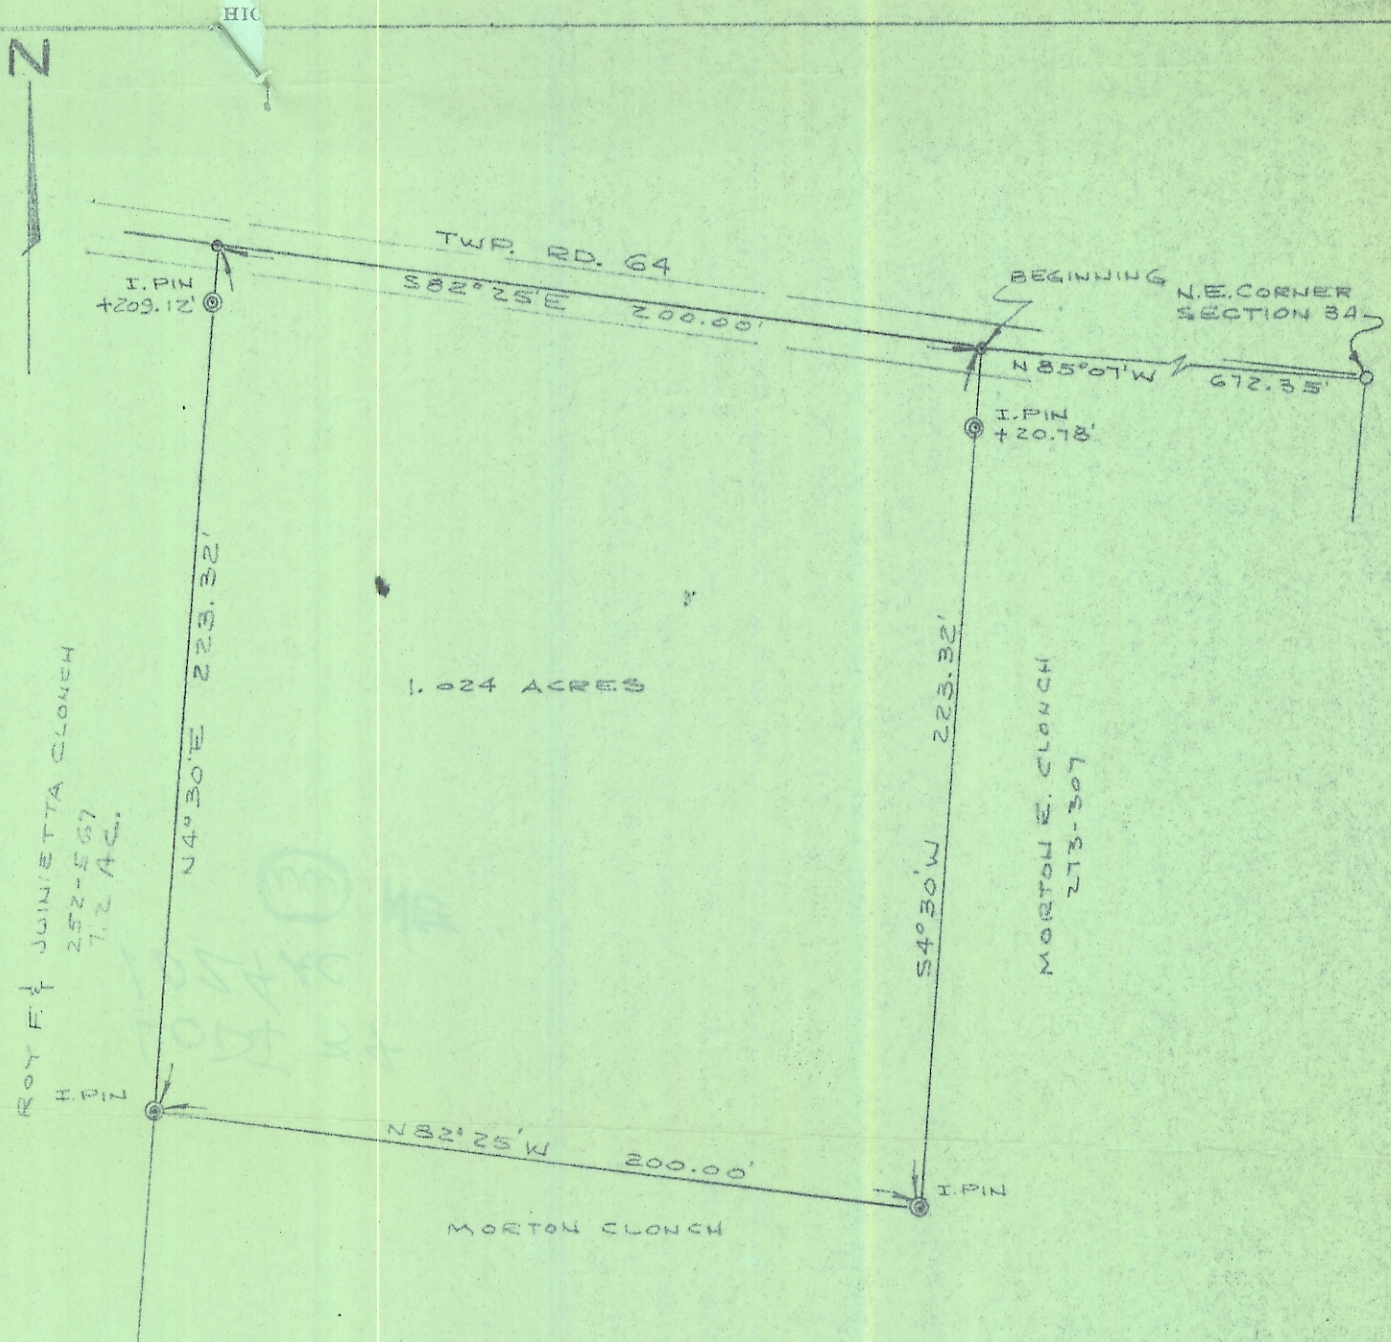 HIC
N
TWP. RD. 64
S82°25'E 200.00'
I. PIN
+209.12'
BEGINNING
N.E. CORNER
SECTION 34
N85°07'W 672.35'
I. PIN
+20.78'
N4°30'E 223.32'
S4°30'W 223.32'
1.024 ACRES
ROY F. & JUNIETTA CLONCH
252-567
7.2 AC.
MORTON E. CLONCH
273-307
I. PIN
N82°25'W 200.00'
I. PIN
MORTON CLONCH